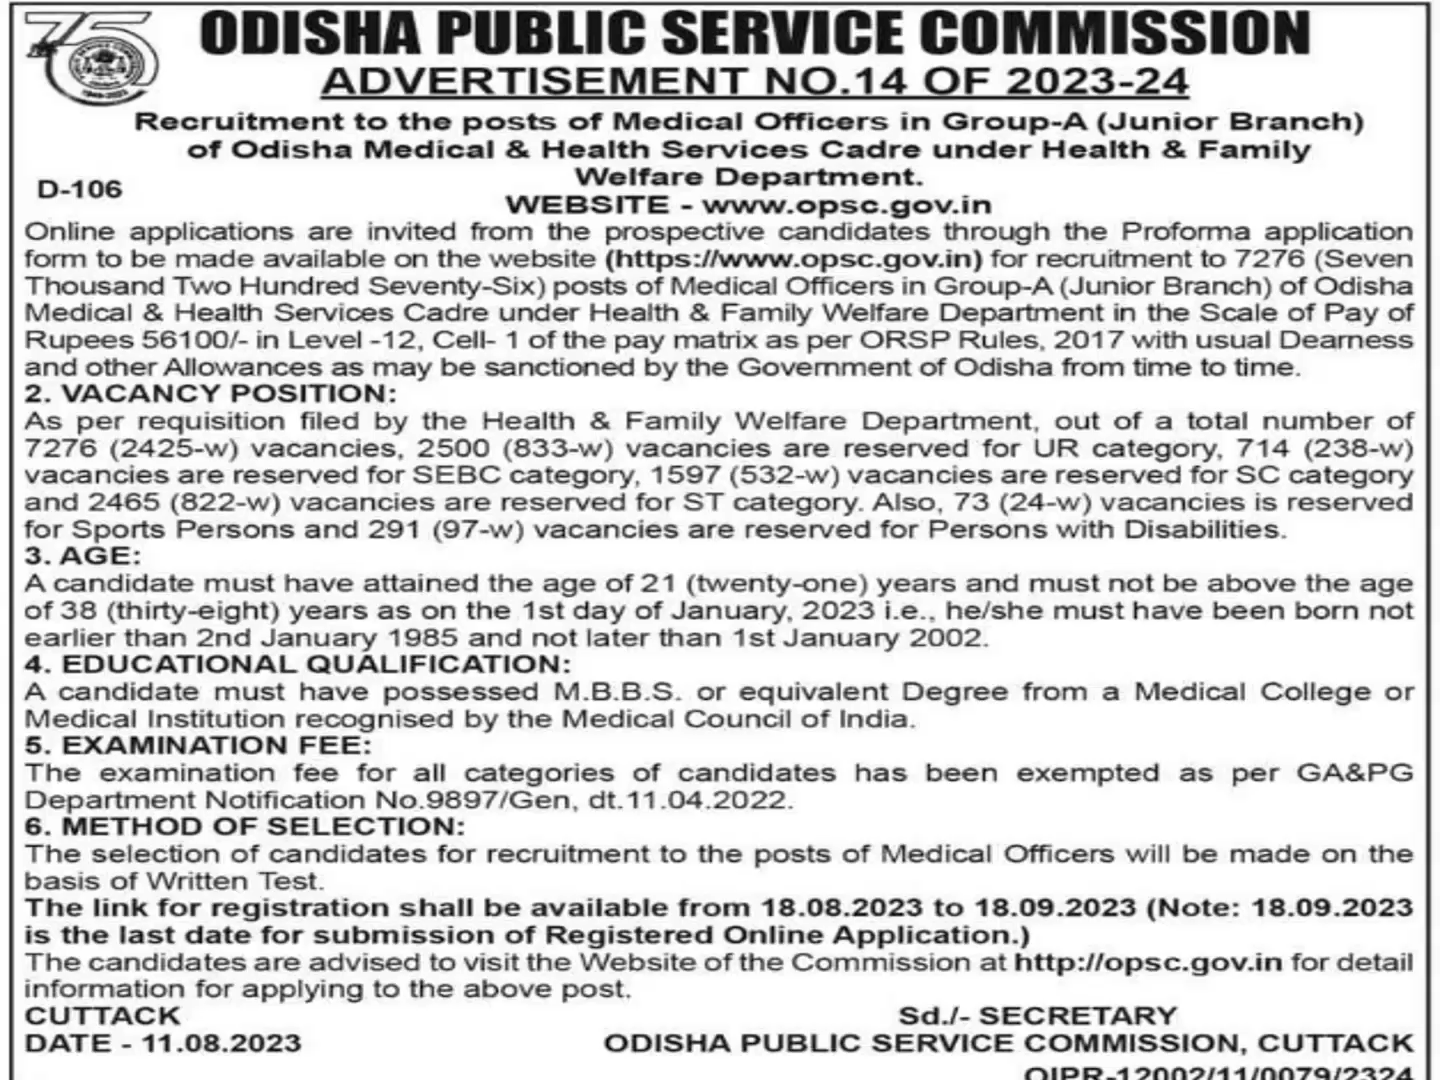 75
1949-2023
ODISHA PUBLIC SERVICE COMMISSION
ADVERTISEMENT NO.14 OF 2023-24
Recruitment to the posts of Medical Officers in Group-A (Junior Branch)
of Odisha Medical & Health Services Cadre under Health & Family
Welfare Department.
D-106
WEBSITE - www.opsc.gov.in
Online applications are invited from the prospective candidates through the Proforma application
form to be made available on the website (https://www.opsc.gov.in) for recruitment to 7276 (Seven
Thousand Two Hundred Seventy-Six) posts of Medical Officers in Group-A (Junior Branch) of Odisha
Medical & Health Services Cadre under Health & Family Welfare Department in the Scale of Pay of
Rupees 56100/- in Level -12, Cell- 1 of the pay matrix as per ORSP Rules, 2017 with usual Dearness
and other Allowances as may be sanctioned by the Government of Odisha from time to time.
2. VACANCY POSITION:
As per requisition filed by the Health & Family Welfare Department, out of a total number of
7276 (2425-w) vacancies, 2500 (833-w) vacancies are reserved for UR category, 714 (238-w)
vacancies are reserved for SEBC category, 1597 (532-w) vacancies are reserved for SC category
and 2465 (822-w) vacancies are reserved for ST category. Also, 73 (24-w) vacancies is reserved
for Sports Persons and 291 (97-w) vacancies are reserved for Persons with Disabilities.
3. AGE:
A candidate must have attained the age of 21 (twenty-one) years and must not be above the age
of 38 (thirty-eight) years as on the 1st day of January, 2023 i.e., he/she must have been born not
earlier than 2nd January 1985 and not later than 1st January 2002.
4. EDUCATIONAL QUALIFICATION:
A candidate must have possessed M.B.B.S. or equivalent Degree from a Medical College or
Medical Institution recognised by the Medical Council of India.
5. EXAMINATION FEE:
The examination fee for all categories of candidates has been exempted as per GA&PG
Department Notification No.9897/Gen, dt.11.04.2022.
6. METHOD OF SELECTION:
The selection of candidates for recruitment to the posts of Medical Officers will be made on the
basis of Written Test.
The link for registration shall be available from 18.08.2023 to 18.09.2023 (Note: 18.09.2023
is the last date for submission of Registered Online Application.)
The candidates are advised to visit the Website of the Commission at http://opsc.gov.in for detail
information for applying to the above post.
CUTTACK
Sd./- SECRETARY
DATE - 11.08.2023
ODISHA PUBLIC SERVICE COMMISSION, CUTTACK
OIPR-12002/11/0079/2324